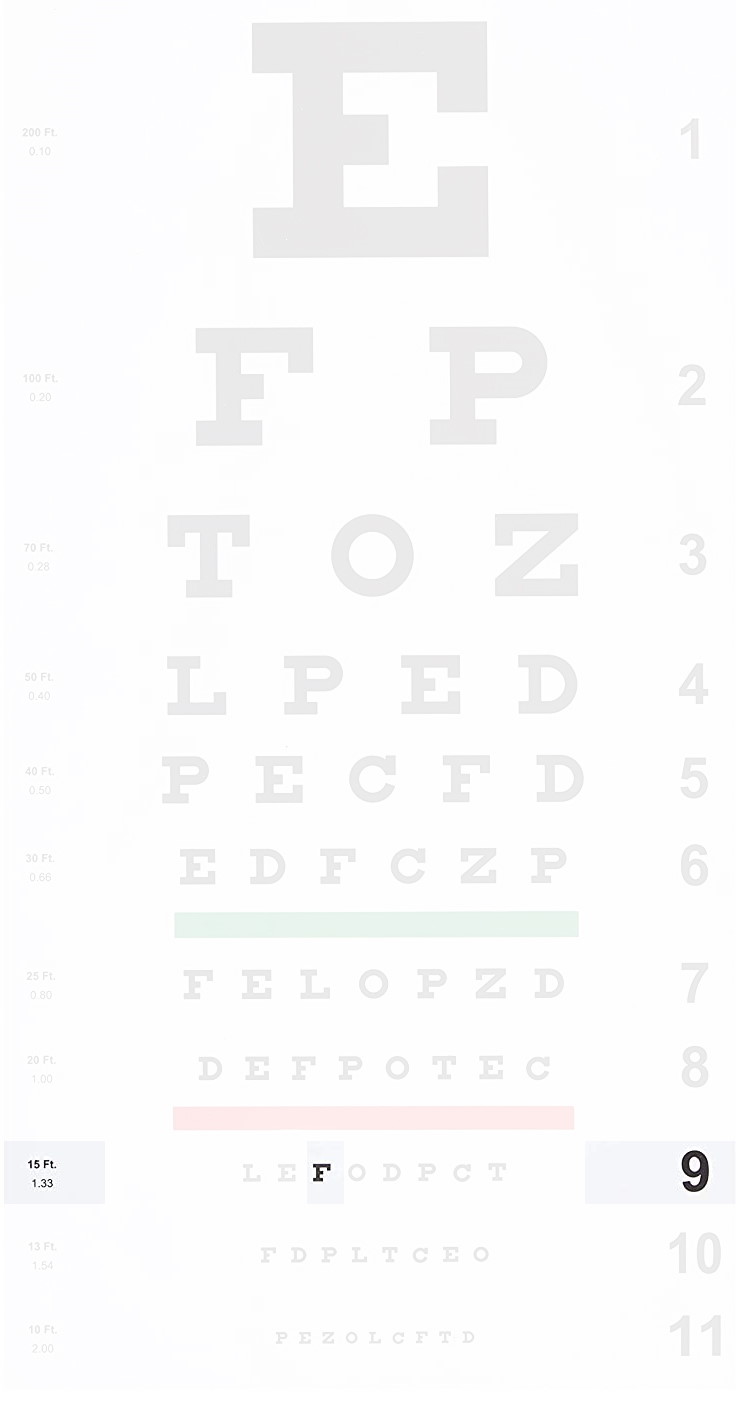 E
200 Ft.
0.10
1
F P
100 Ft.
0.20
2
T O Z
70 Ft.
0.28
3
L P E D
50 Ft.
0.40
4
P E C F D
40 Ft.
0.50
5
E D F C Z P
30 Ft.
0.66
6
F E L O P Z D
25 Ft.
0.80
7
D E F P O T E C
20 Ft.
1.00
8
L E F O D P C T
15 Ft.
1.33
9
F D P L T C E O
13 Ft.
1.54
10
P E Z O L C F T D
10 Ft.
2.00
11